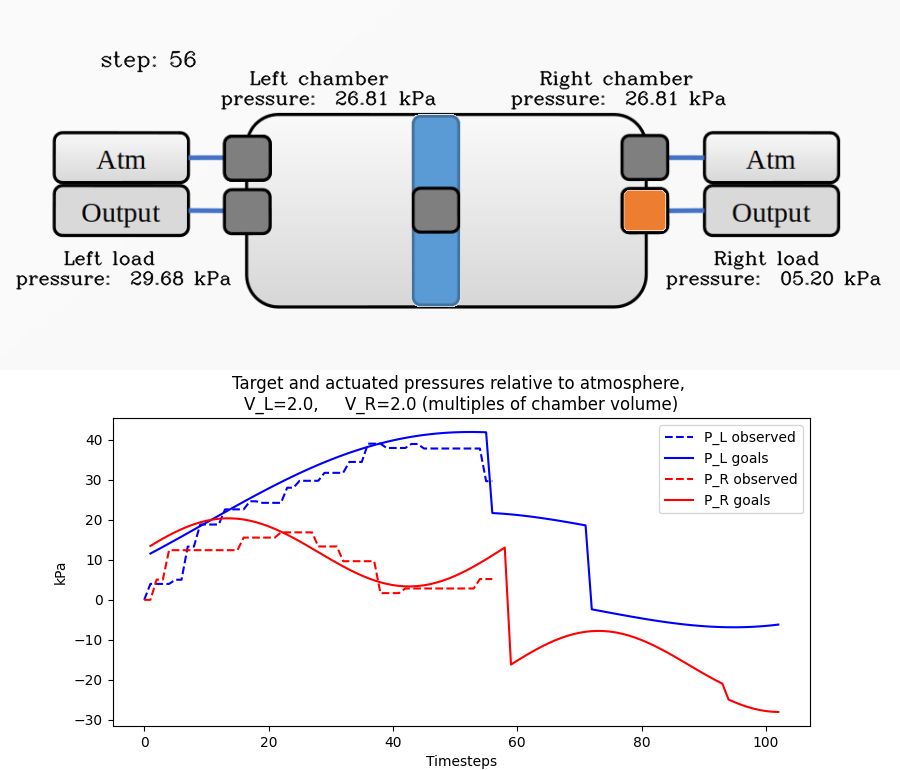 step: 56
Left chamber
pressure: 26.81 kPa
Right chamber
pressure: 26.81 kPa
Atm
Output
Atm
Output
Left load
pressure: 29.68 kPa
Right load
pressure: 05.20 kPa
Target and actuated pressures relative to atmosphere,
V_L=2.0, V_R=2.0 (multiples of chamber volume)
P_L observed
P_L goals
P_R observed
P_R goals
kPa
40
30
20
10
0
−10
−20
−30
0 20 40 60 80 100
Timesteps